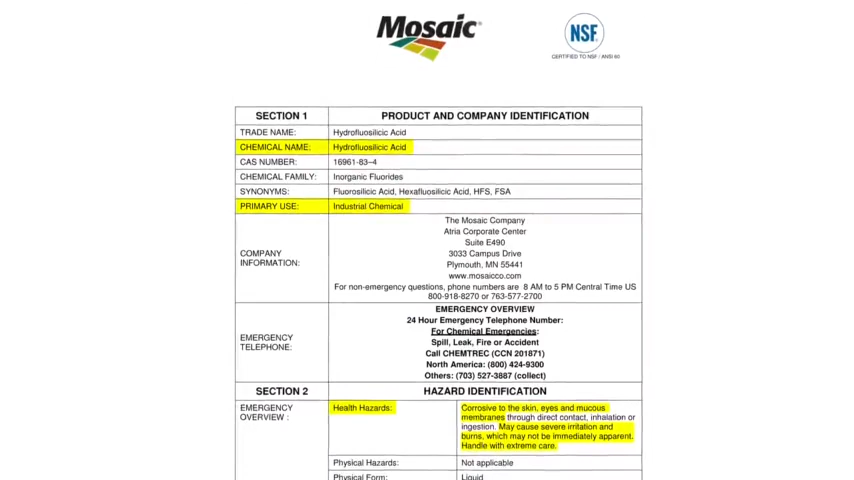 Mosaic
NSF
CERTIFIED TO NSF / ANSI 60
SECTION 1 PRODUCT AND COMPANY IDENTIFICATION
TRADE NAME: Hydrofluosilicic Acid
CHEMICAL NAME: Hydrofluosilicic Acid
CAS NUMBER: 16961-83–4
CHEMICAL FAMILY: Inorganic Fluorides
SYNONYMS: Fluorosilicic Acid, Hexafluosilicic Acid, HFS, FSA
PRIMARY USE: Industrial Chemical
COMPANY
INFORMATION:
The Mosaic Company
Atria Corporate Center
Suite E490
3033 Campus Drive
Plymouth, MN 55441
www.mosaicco.com
For non-emergency questions, phone numbers are 8 AM to 5 PM Central Time US
800-918-8270 or 763-577-2700
EMERGENCY
TELEPHONE:
EMERGENCY OVERVIEW
24 Hour Emergency Telephone Number:
For Chemical Emergencies:
Spill, Leak, Fire or Accident
Call CHEMTREC (CCN 201871)
North America: (800) 424-9300
Others: (703) 527-3887 (collect)
SECTION 2 HAZARD IDENTIFICATION
EMERGENCY
OVERVIEW :
Health Hazards:
Corrosive to the skin, eyes and mucous
membranes through direct contact, inhalation or
ingestion. May cause severe irritation and
burns, which may not be immediately apparent.
Handle with extreme care.
Physical Hazards: Not applicable
Physical Form: Liquid